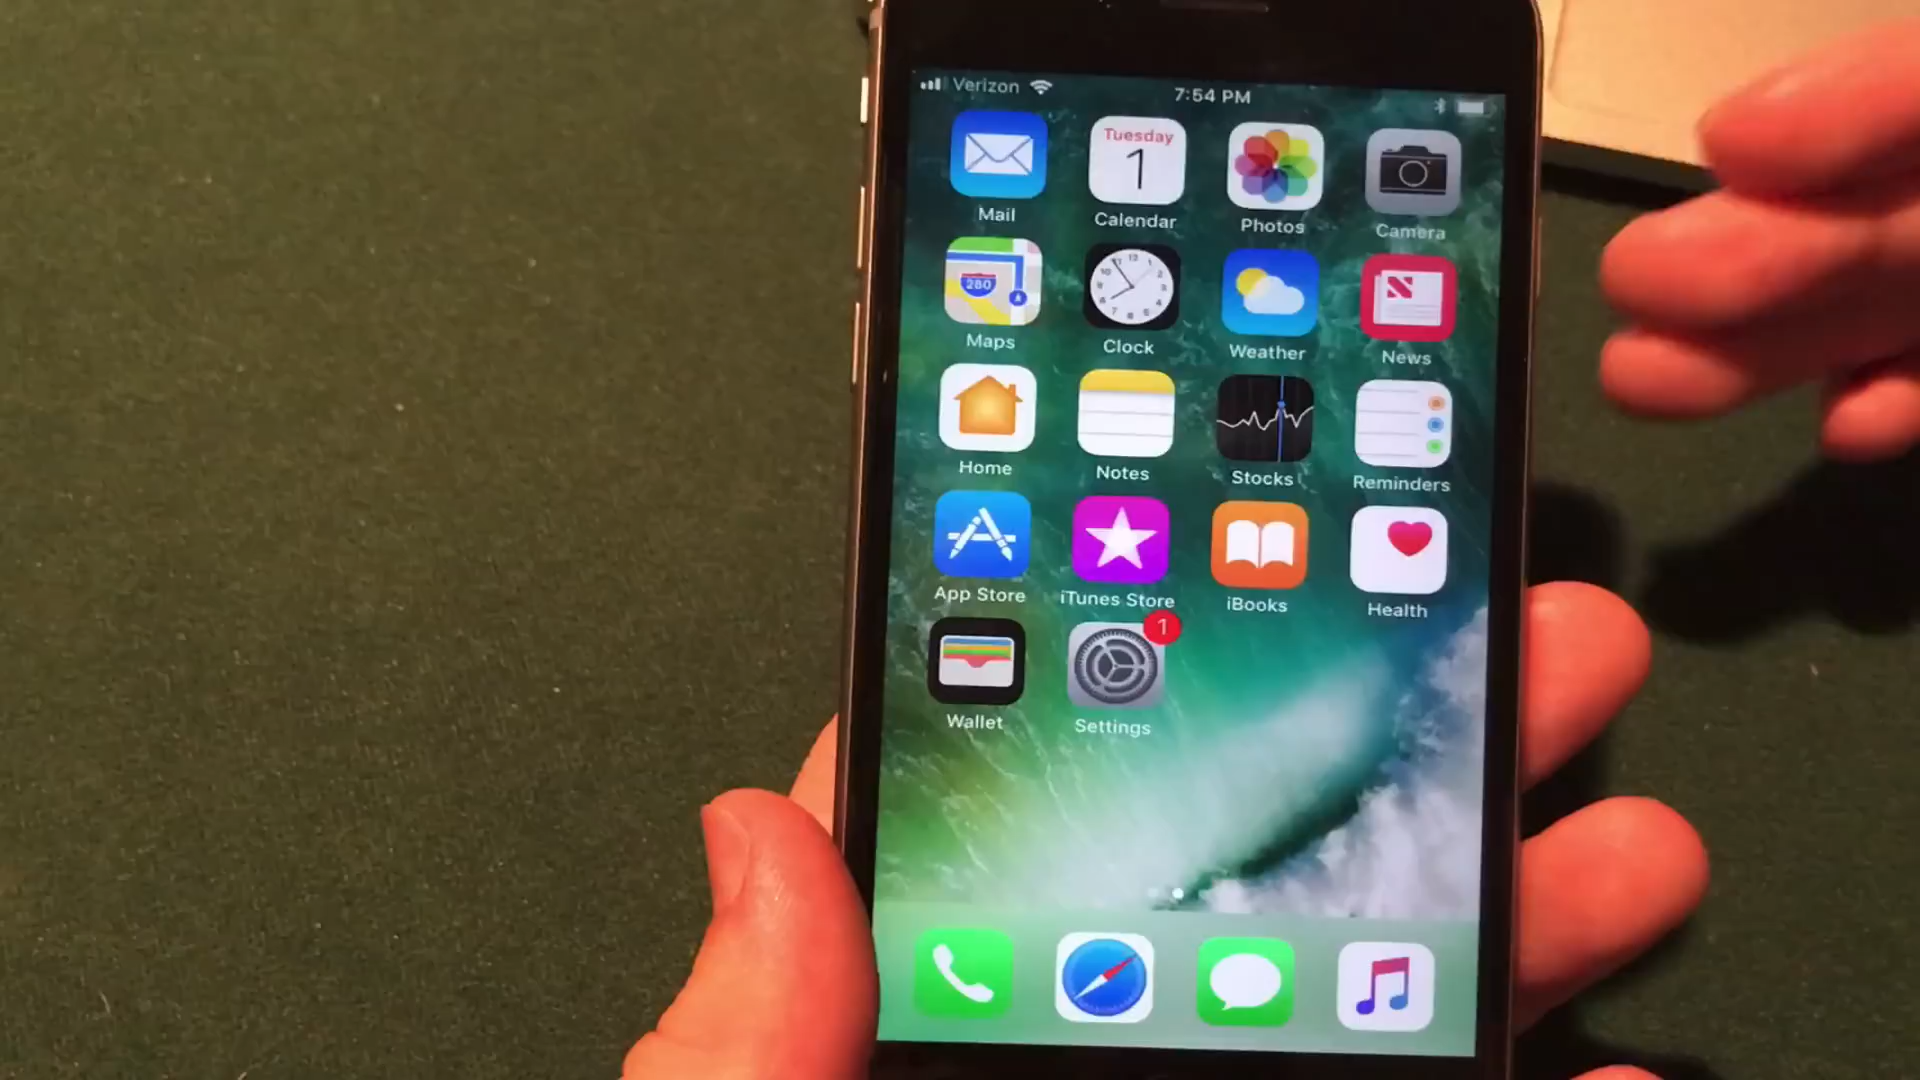 Verizon 7:54 PM
Tuesday
1
Mail Calendar Photos Camera
280
Maps Clock Weather News
Home Notes Stocks Reminders
App Store iTunes Store iBooks Health
1
Wallet Settings